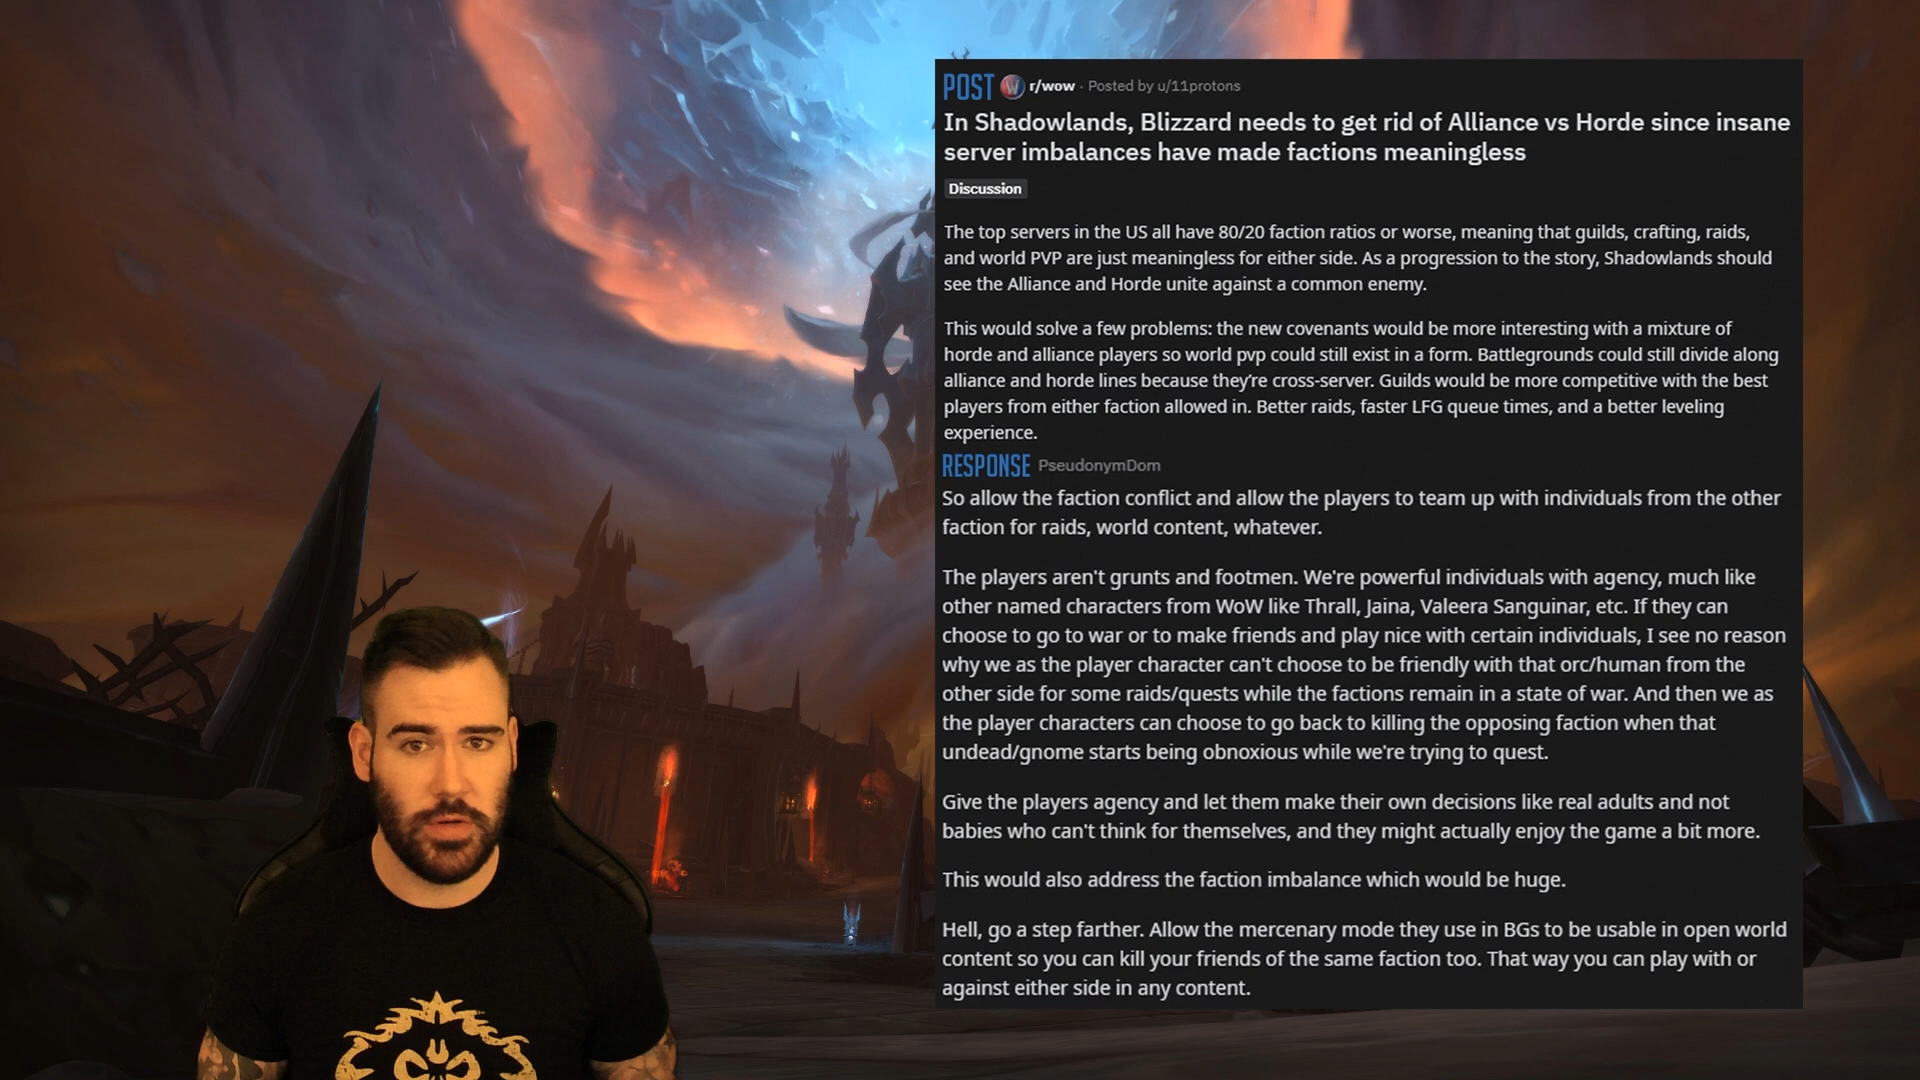 POST r/wow · Posted by u/11protons
In Shadowlands, Blizzard needs to get rid of Alliance vs Horde since insane
server imbalances have made factions meaningless
Discussion
The top servers in the US all have 80/20 faction ratios or worse, meaning that guilds, crafting, raids,
and world PVP are just meaningless for either side. As a progression to the story, Shadowlands should
see the Alliance and Horde unite against a common enemy.
This would solve a few problems: the new covenants would be more interesting with a mixture of
horde and alliance players so world pvp could still exist in a form. Battlegrounds could still divide along
alliance and horde lines because they're cross-server. Guilds would be more competitive with the best
players from either faction allowed in. Better raids, faster LFG queue times, and a better leveling
experience.
RESPONSE PseudonymDom
So allow the faction conflict and allow the players to team up with individuals from the other
faction for raids, world content, whatever.
The players aren't grunts and footmen. We're powerful individuals with agency, much like
other named characters from WoW like Thrall, Jaina, Valeera Sanguinar, etc. If they can
choose to go to war or to make friends and play nice with certain individuals, I see no reason
why we as the player character can't choose to be friendly with that orc/human from the
other side for some raids/quests while the factions remain in a state of war. And then we as
the player characters can choose to go back to killing the opposing faction when that
undead/gnome starts being obnoxious while we're trying to quest.
Give the players agency and let them make their own decisions like real adults and not
babies who can't think for themselves, and they might actually enjoy the game a bit more.
This would also address the faction imbalance which would be huge.
Hell, go a step farther. Allow the mercenary mode they use in BGs to be usable in open world
content so you can kill your friends of the same faction too. That way you can play with or
against either side in any content.